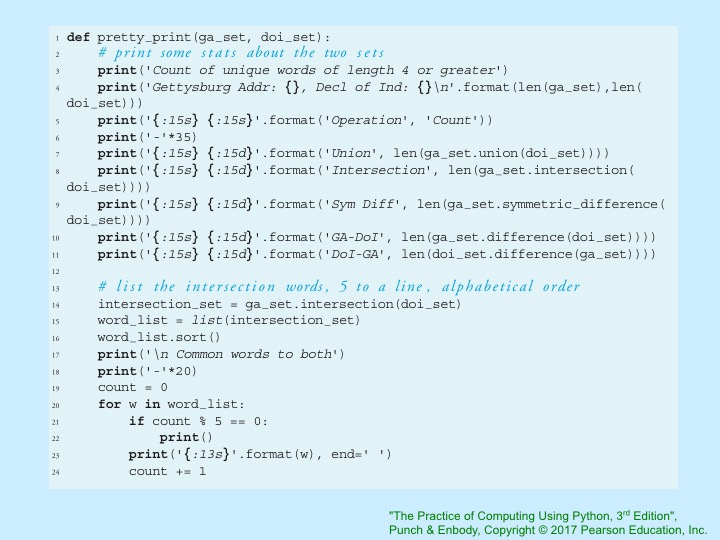 1 def pretty_print(ga_set, doi_set):
2     # print some stats about the two sets
3     print('Count of unique words of length 4 or greater')
4     print('Gettysburg Addr: {}, Decl of Ind: {}\n'.format(len(ga_set),len(
doi_set)))
5     print('{:15s} {:15s}'.format('Operation', 'Count'))
6     print('-'*35)
7     print('{:15s} {:15d}'.format('Union', len(ga_set.union(doi_set))))
8     print('{:15s} {:15d}'.format('Intersection', len(ga_set.intersection(
doi_set))))
9     print('{:15s} {:15d}'.format('Sym Diff', len(ga_set.symmetric_difference(
doi_set))))
10     print('{:15s} {:15d}'.format('GA-DoI', len(ga_set.difference(doi_set))))
11     print('{:15s} {:15d}'.format('DoI-GA', len(doi_set.difference(ga_set))))
12
13     # list the intersection words, 5 to a line, alphabetical order
14     intersection_set = ga_set.intersection(doi_set)
15     word_list = list(intersection_set)
16     word_list.sort()
17     print('\n Common words to both')
18     print('-'*20)
19     count = 0
20     for w in word_list:
21         if count % 5 == 0:
22             print()
23         print('{:13s}'.format(w), end=' ')
24         count += 1
"The Practice of Computing Using Python, 3rd Edition",
Punch & Enbody, Copyright © 2017 Pearson Education, Inc.